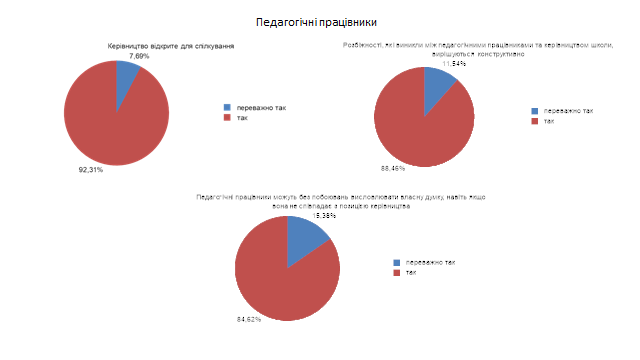 Педагогічні працівники
Керівництво відкрите для спілкування
7,69%
переважно так
так
92,31%
Розбіжності, які виникли між педагогічними працівниками та керівництвом школи,
вирішуються конструктивно
11,54%
переважно так
так
88,46%
Педагогічні працівники можуть без побоювань висловлювати власну думку, навіть якщо
вона не співпадає з позицією керівництва
15,38%
переважно так
так
84,62%